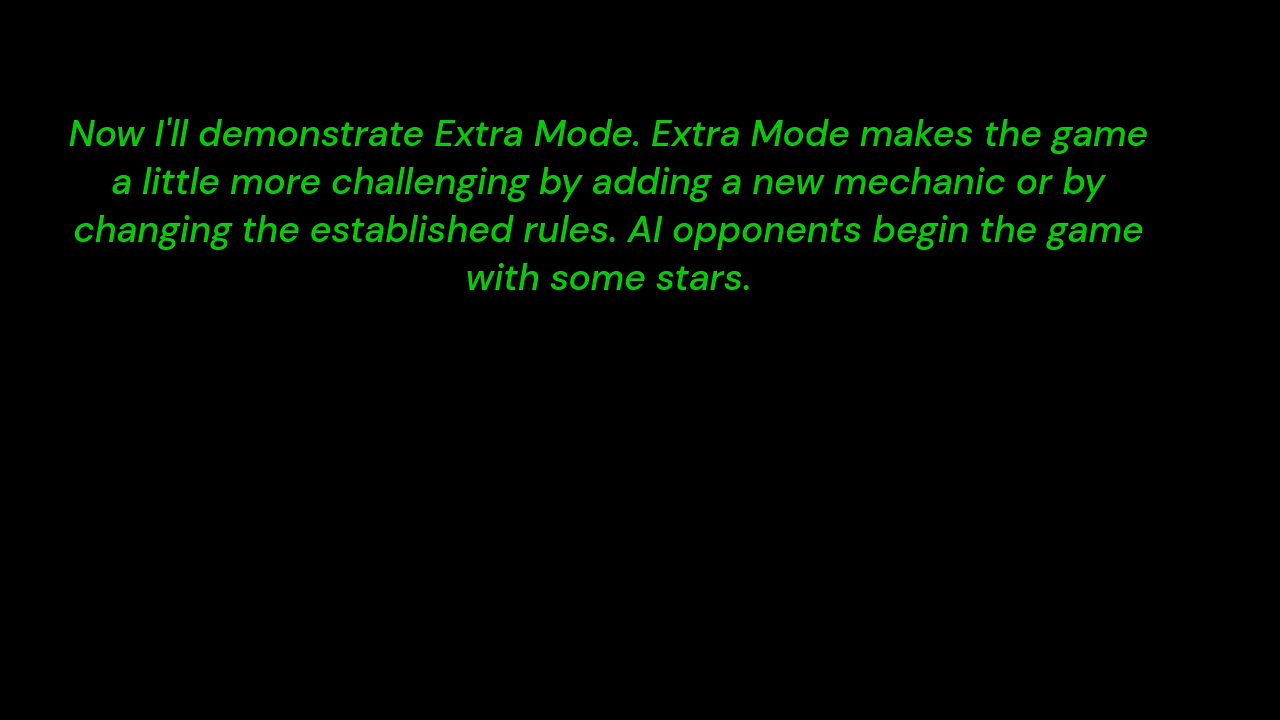 Now I'll demonstrate Extra Mode. Extra Mode makes the game
a little more challenging by adding a new mechanic or by
changing the established rules. AI opponents begin the game
with some stars.